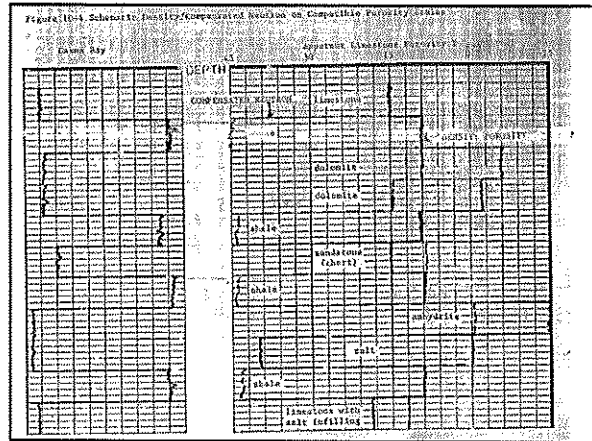 Figure 10-4 Schematic Density/Compensated Neutron on Compatible Porosity Scales
Gamma Ray
Apparent Limestone Porosity %
DEPTH
COMPENSATED NEUTRON
limestone
DENSITY POROSITY
dolomite
dolomite
shale
sandstone
(chert)
shale
anhydrite
salt
shale
limestone with
salt infilling